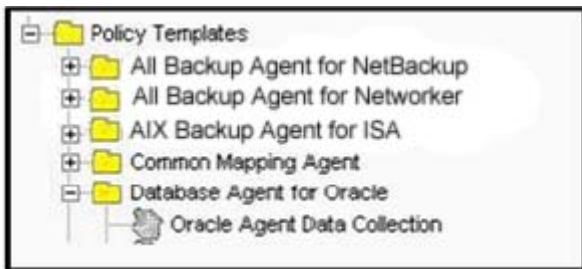 Policy Templates
All Backup Agent for NetBackup
All Backup Agent for Networker
AIX Backup Agent for ISA
Common Mapping Agent
Database Agent for Oracle
Oracle Agent Data Collection